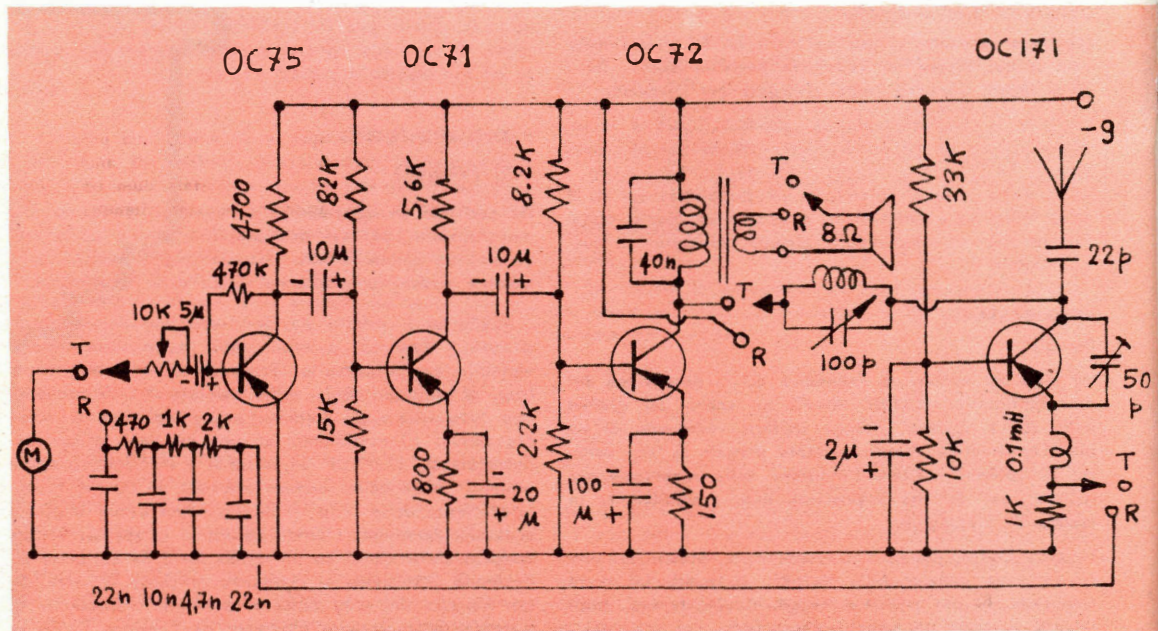 OC75 OC71 OC72 OC171
-9
4700
82K
5,6K
8.2K
33K
T
R
8Ω
40n
22p
470K
10μ
- +
10μ
- +
10K 5μ
- +
T
R
T
R
100p
50
p
470 1K 2K
M
15K
1800
20
μ
-
+
2.2K
100
μ
-
+
150
2μ
-
+
10K
0.1mH
1K
T
R
22n 10n 4,7n 22n